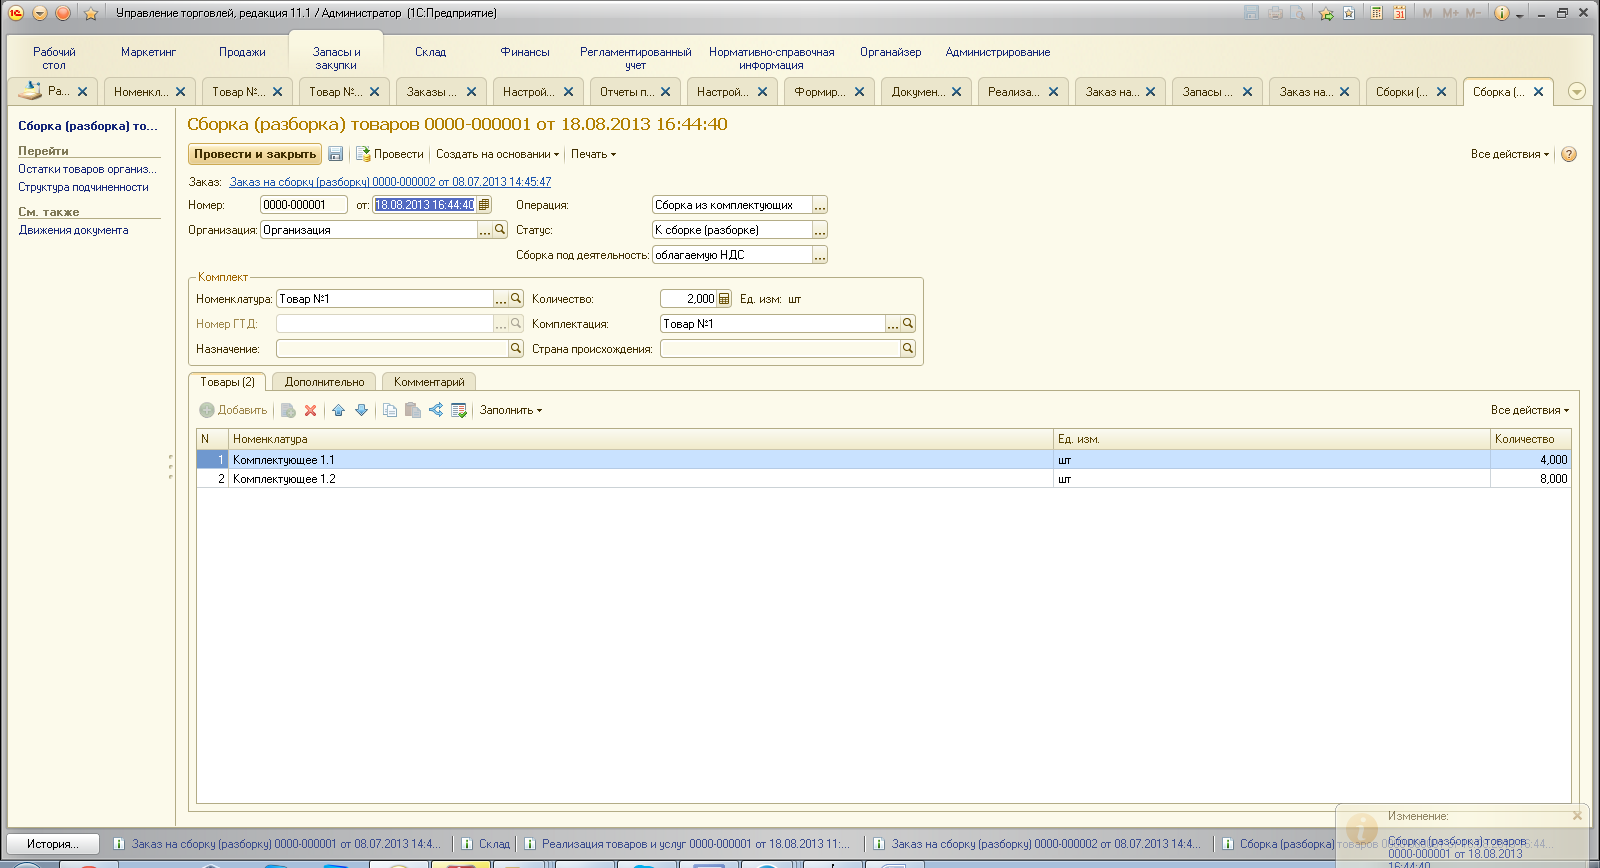 Управление торговлей, редакция 11.1 / Администратор (1С:Предприятие)
M M+ M-
Рабочий стол
Маркетинг
Продажи
Запасы и закупки
Склад
Финансы
Регламентированный учет
Нормативно-справочная информация
Органайзер
Администрирование
Ра...
Номенкл...
Товар №...
Товар №...
Заказы ...
Настрой...
Отчеты п...
Настрой...
Формир...
Докумен...
Реализа...
Заказ на...
Запасы ...
Заказ на...
Сборки (...
Сборка (...
Сборка (разборка) то...
Перейти
Остатки товаров организ...
Структура подчиненности
См. также
Движения документа
Сборка (разборка) товаров 0000-000001 от 18.08.2013 16:44:40
Провести и закрыть
Провести
Создать на основании
Печать
Все действия
Заказ: Заказ на сборку (разборку) 0000-000002 от 08.07.2013 14:45:47
Номер: 0000-000001 от: 18.08.2013 16:44:40 Операция: Сборка из комплектующих ...
Организация: Организация ... Статус: К сборке (разборке) ...
Сборка под деятельность: облагаемую НДС ...
Комплект
Номенклатура: Товар №1 ... Количество: 2,000 Ед. изм: шт
Номер ГТД: ... Комплектация: Товар №1 ...
Назначение: Страна происхождения:
Товары (2)
Дополнительно
Комментарий
Добавить
Заполнить
Все действия
N Номенклатура Ед. изм. Количество
1 Комплектующее 1.1 шт 4,000
2 Комплектующее 1.2 шт 8,000
Изменение:
Сборка (разборка) товаров
0000-000001 от 18.08.2013
16:44:40
История...
Заказ на сборку (разборку) 0000-000001 от 08.07.2013 14:4...
Склад
Реализация товаров и услуг 0000-000001 от 18.08.2013 11:...
Заказ на сборку (разборку) 0000-000002 от 08.07.2013 14:4...
Сборка (разборка) товаров